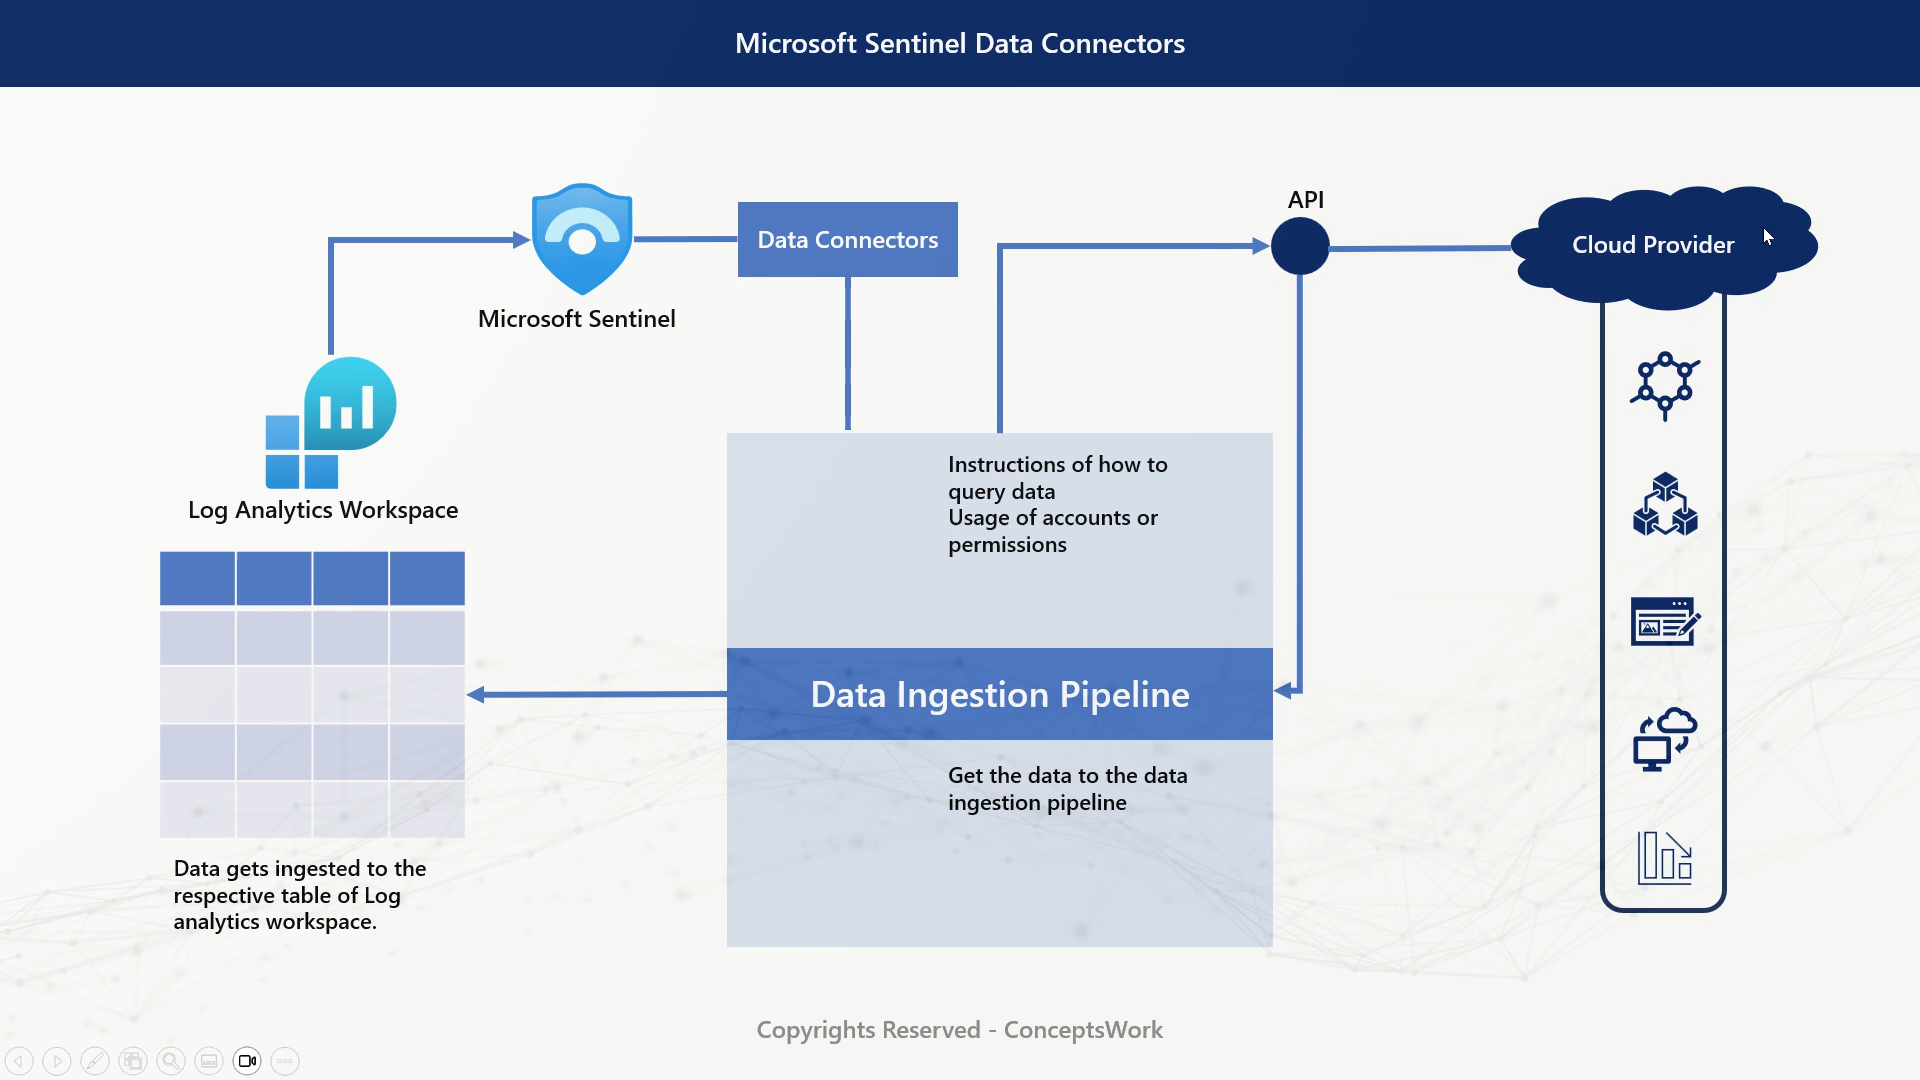 Microsoft Sentinel Data Connectors
API
Data Connectors
Cloud Provider
Microsoft Sentinel
Log Analytics Workspace
Instructions of how to
query data
Usage of accounts or
permissions
Data Ingestion Pipeline
Get the data to the data
ingestion pipeline
Data gets ingested to the
respective table of Log
analytics workspace.
Copyrights Reserved - ConceptsWork